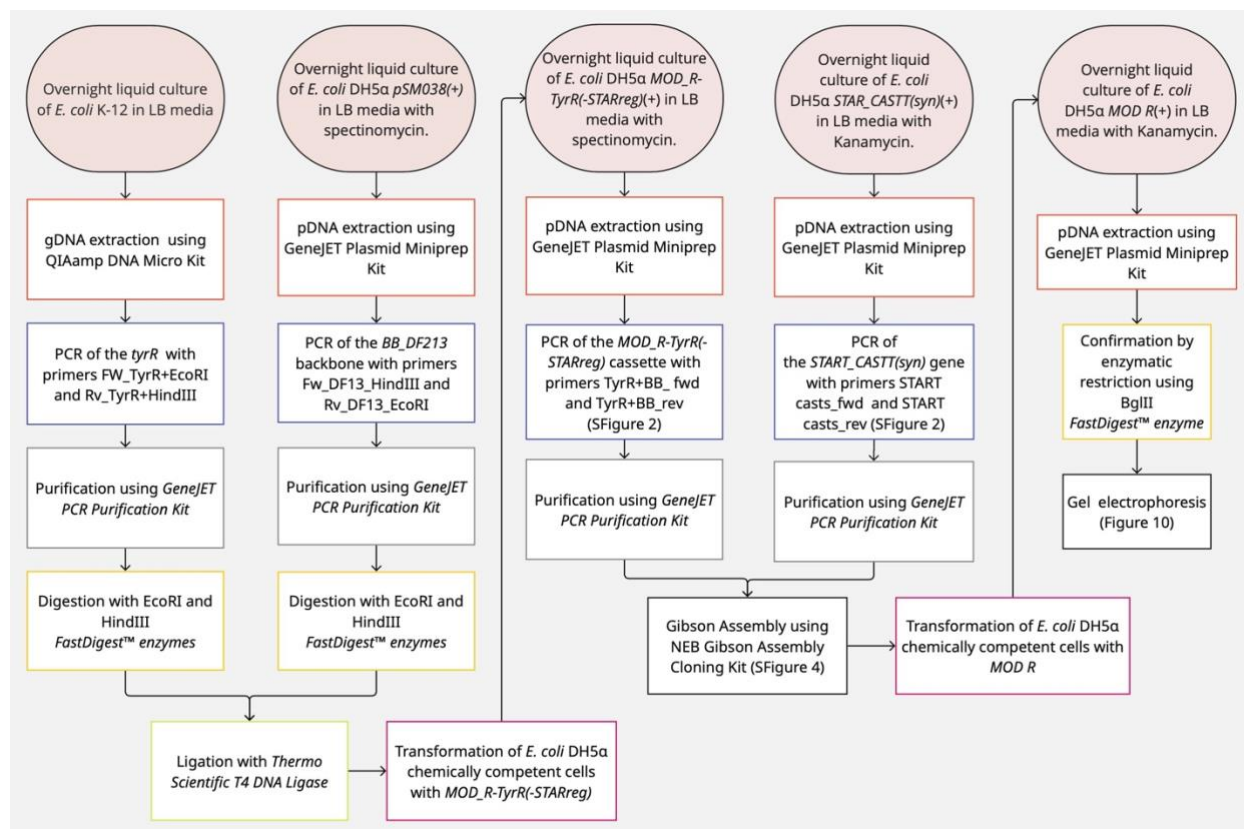 Overnight liquid culture
of E. coli K-12 in LB media
gDNA extraction using
QIAamp DNA Micro Kit
PCR of the tyrR with
primers FW_TyrR+EcoRI
and Rv_TyrR+HindIII
Purification using GeneJET
PCR Purification Kit
Digestion with EcoRI and
HindIII
FastDigest™ enzymes
Overnight liquid culture
of E. coli DH5α pSM038(+)
in LB media with
spectinomycin.
pDNA extraction using
GeneJET Plasmid Miniprep
Kit
PCR of the BB_DF213
backbone with primers
Fw_DF13_HindIII and
Rv_DF13_EcoRI
Purification using GeneJET
PCR Purification Kit
Digestion with EcoRI and
HindIII
FastDigest™ enzymes
Ligation with Thermo
Scientific T4 DNA Ligase
Transformation of E. coli DH5α
chemically competent cells
with MOD_R-TyrR(-STARreg)
Overnight liquid culture
of E. coli DH5α MOD_R-
TyrR(-STARreg)(+) in LB
media with
spectinomycin.
pDNA extraction using
GeneJET Plasmid Miniprep
Kit
PCR of the MOD_R-TyrR(-
STARreg) cassette with
primers TyrR+BB_ fwd
and TyrR+BB_rev
(SFigure 2)
Purification using GeneJET
PCR Purification Kit
Overnight liquid
culture of E. coli
DH5α STAR_CASTT(syn)(+)
in LB media with
Kanamycin.
pDNA extraction using
GeneJET Plasmid Miniprep
Kit
PCR of
the START_CASTT(syn) gene
with primers START
casts_fwd and START
casts_rev (SFigure 2)
Purification using GeneJET
PCR Purification Kit
Gibson Assembly using
NEB Gibson Assembly
Cloning Kit (SFigure 4)
Transformation of E. coli DH5α
chemically competent cells with
MOD R
Overnight liquid
culture of E. coli
DH5α MOD R(+) in LB
media with Kanamycin.
pDNA extraction using
GeneJET Plasmid Miniprep
Kit
Confirmation by
enzymatic
restriction using
BglII
FastDigest™ enzyme
Gel electrophoresis
(Figure 10)